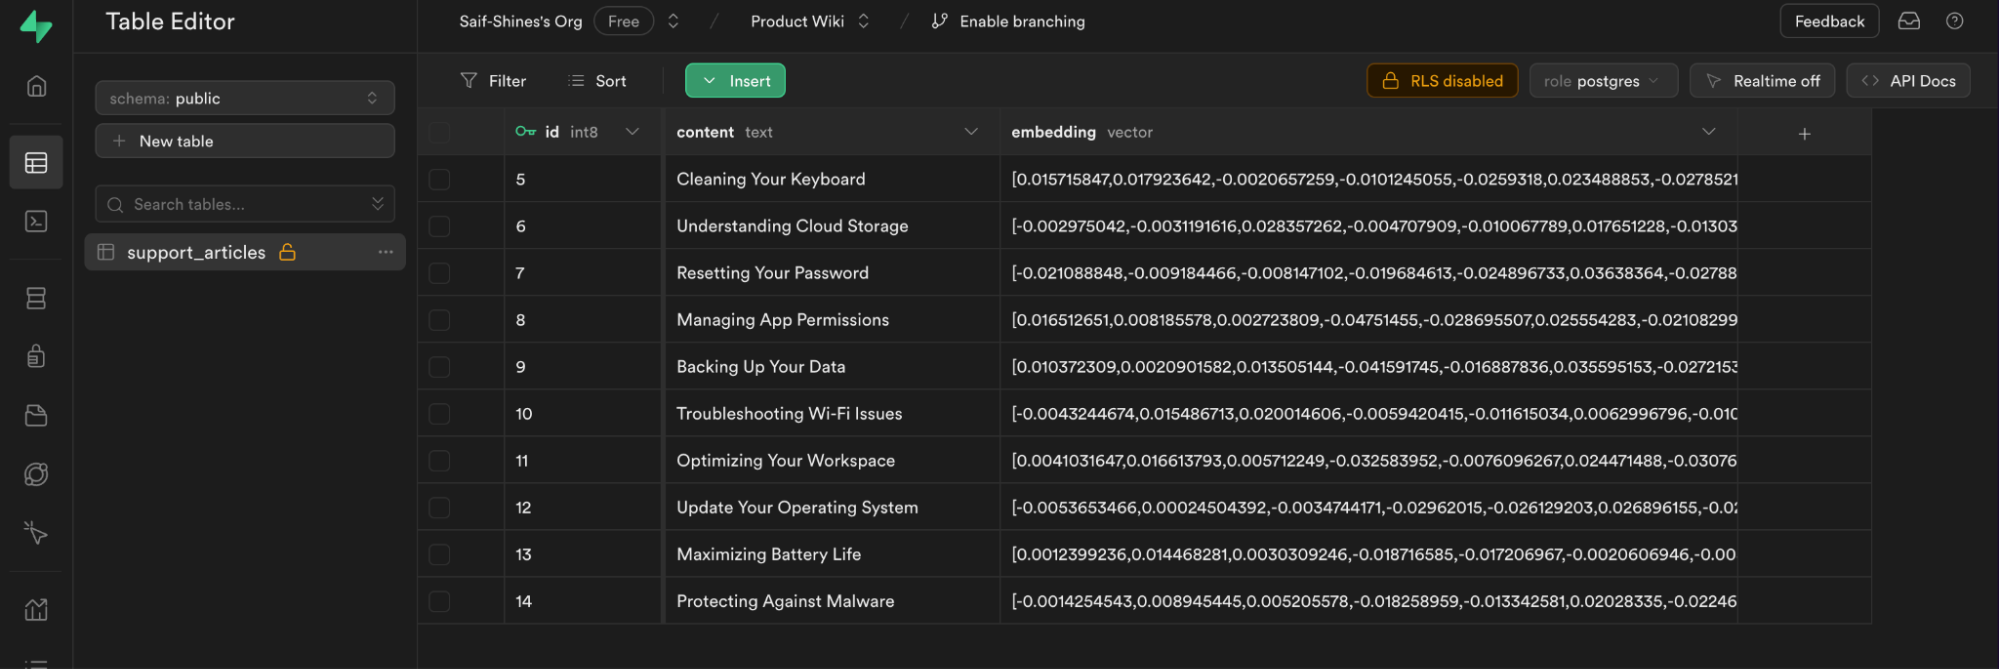 Table Editor
Saif-Shines's Org Free / Product Wiki / Enable branching Feedback
schema: public
New table
Search tables...
support_articles
Filter Sort Insert RLS disabled role postgres Realtime off API Docs
id int8 content text embedding vector
5 Cleaning Your Keyboard [0.015715847,0.017923642,-0.0020657259,-0.0101245055,-0.0259318,0.023488853,-0.0278521
6 Understanding Cloud Storage [-0.002975042,-0.0031191616,0.028357262,-0.004707909,-0.010067789,0.017651228,-0.01303
7 Resetting Your Password [-0.021088848,-0.009184466,-0.008147102,-0.019684613,-0.024896733,0.03638364,-0.02788
8 Managing App Permissions [0.016512651,0.008185578,0.002723809,-0.04751455,-0.028695507,0.025554283,-0.02108299
9 Backing Up Your Data [0.010372309,0.0020901582,0.013505144,-0.041591745,-0.016887836,0.035595153,-0.0272153
10 Troubleshooting Wi-Fi Issues [-0.0043244674,0.015486713,0.020014606,-0.0059420415,-0.011615034,0.0062996796,-0.010
11 Optimizing Your Workspace [0.0041031647,0.016613793,0.005712249,-0.032583952,-0.0076096267,0.024471488,-0.03076
12 Update Your Operating System [-0.0053653466,0.00024504392,-0.0034744171,-0.02962015,-0.026129203,0.026896155,-0.02
13 Maximizing Battery Life [0.0012399236,0.014468281,0.0030309246,-0.018716585,-0.017206967,-0.0020606946,-0.00
14 Protecting Against Malware [-0.0014254543,0.008945445,0.005205578,-0.018258959,-0.013342581,0.02028335,-0.02246